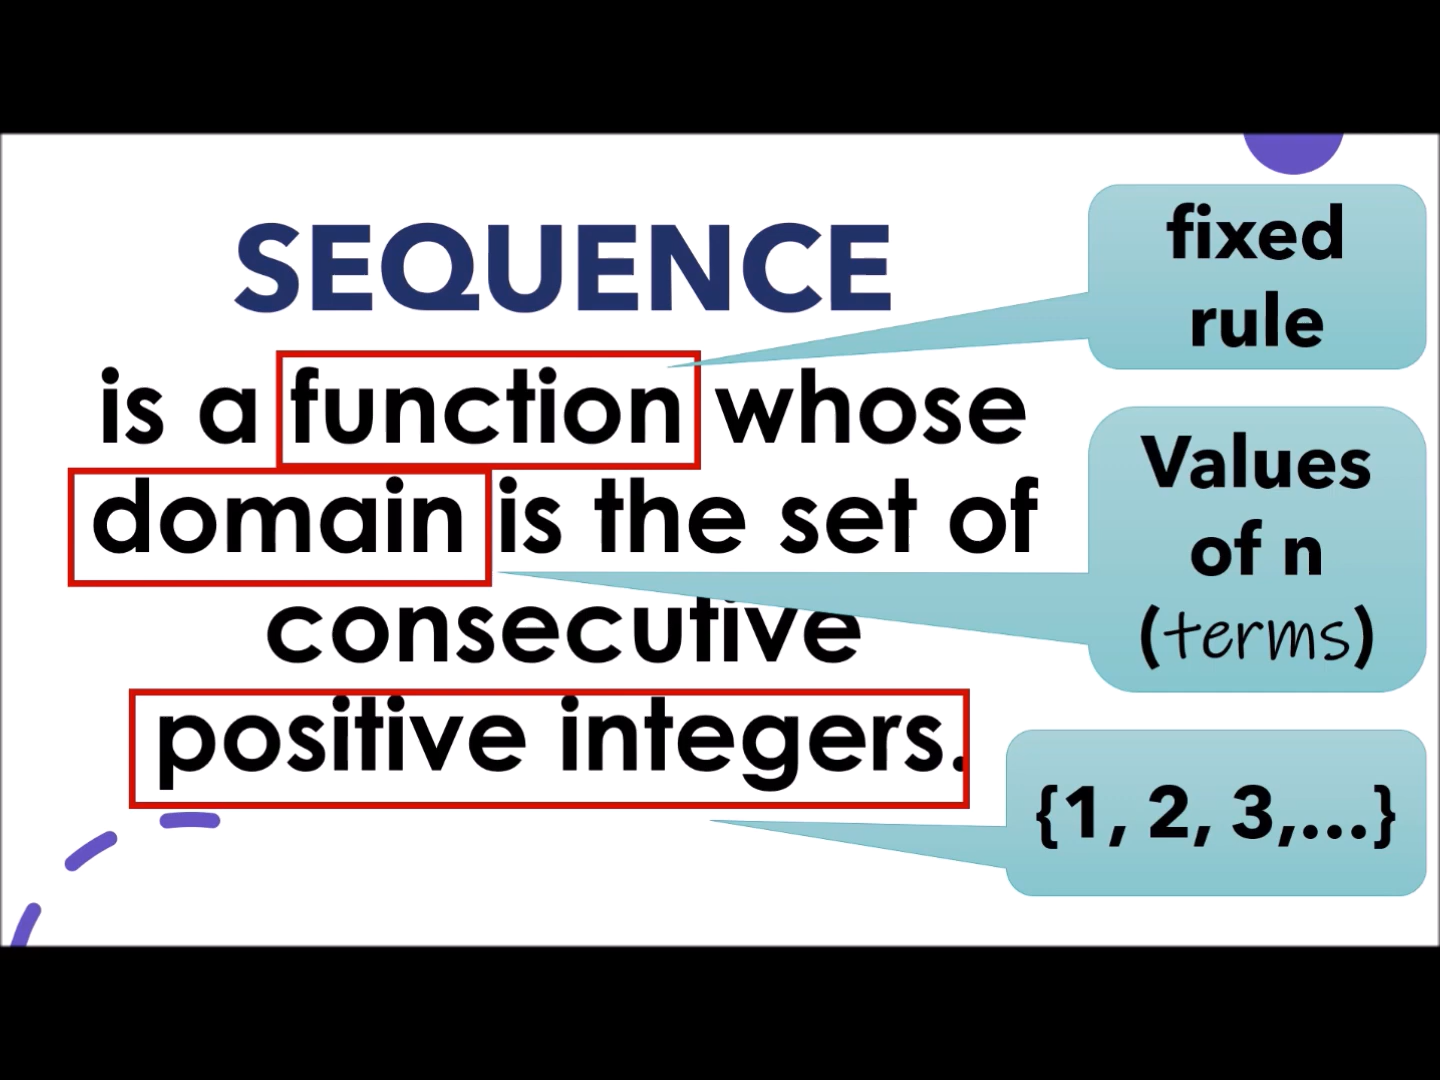 SEQUENCE
is a function whose
domain is the set of
consecutive
positive integers.
fixed
rule
Values
of n
(terms)
{1, 2, 3,...}